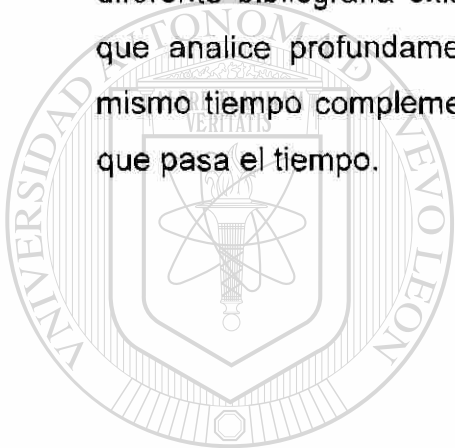 diferente bibliografía
que analice profundame
mismo tiempo compleme
que pasa el tiempo.
UNIVERSIDAD AUTONOMA DE NUEVO LEON
VERITATIS